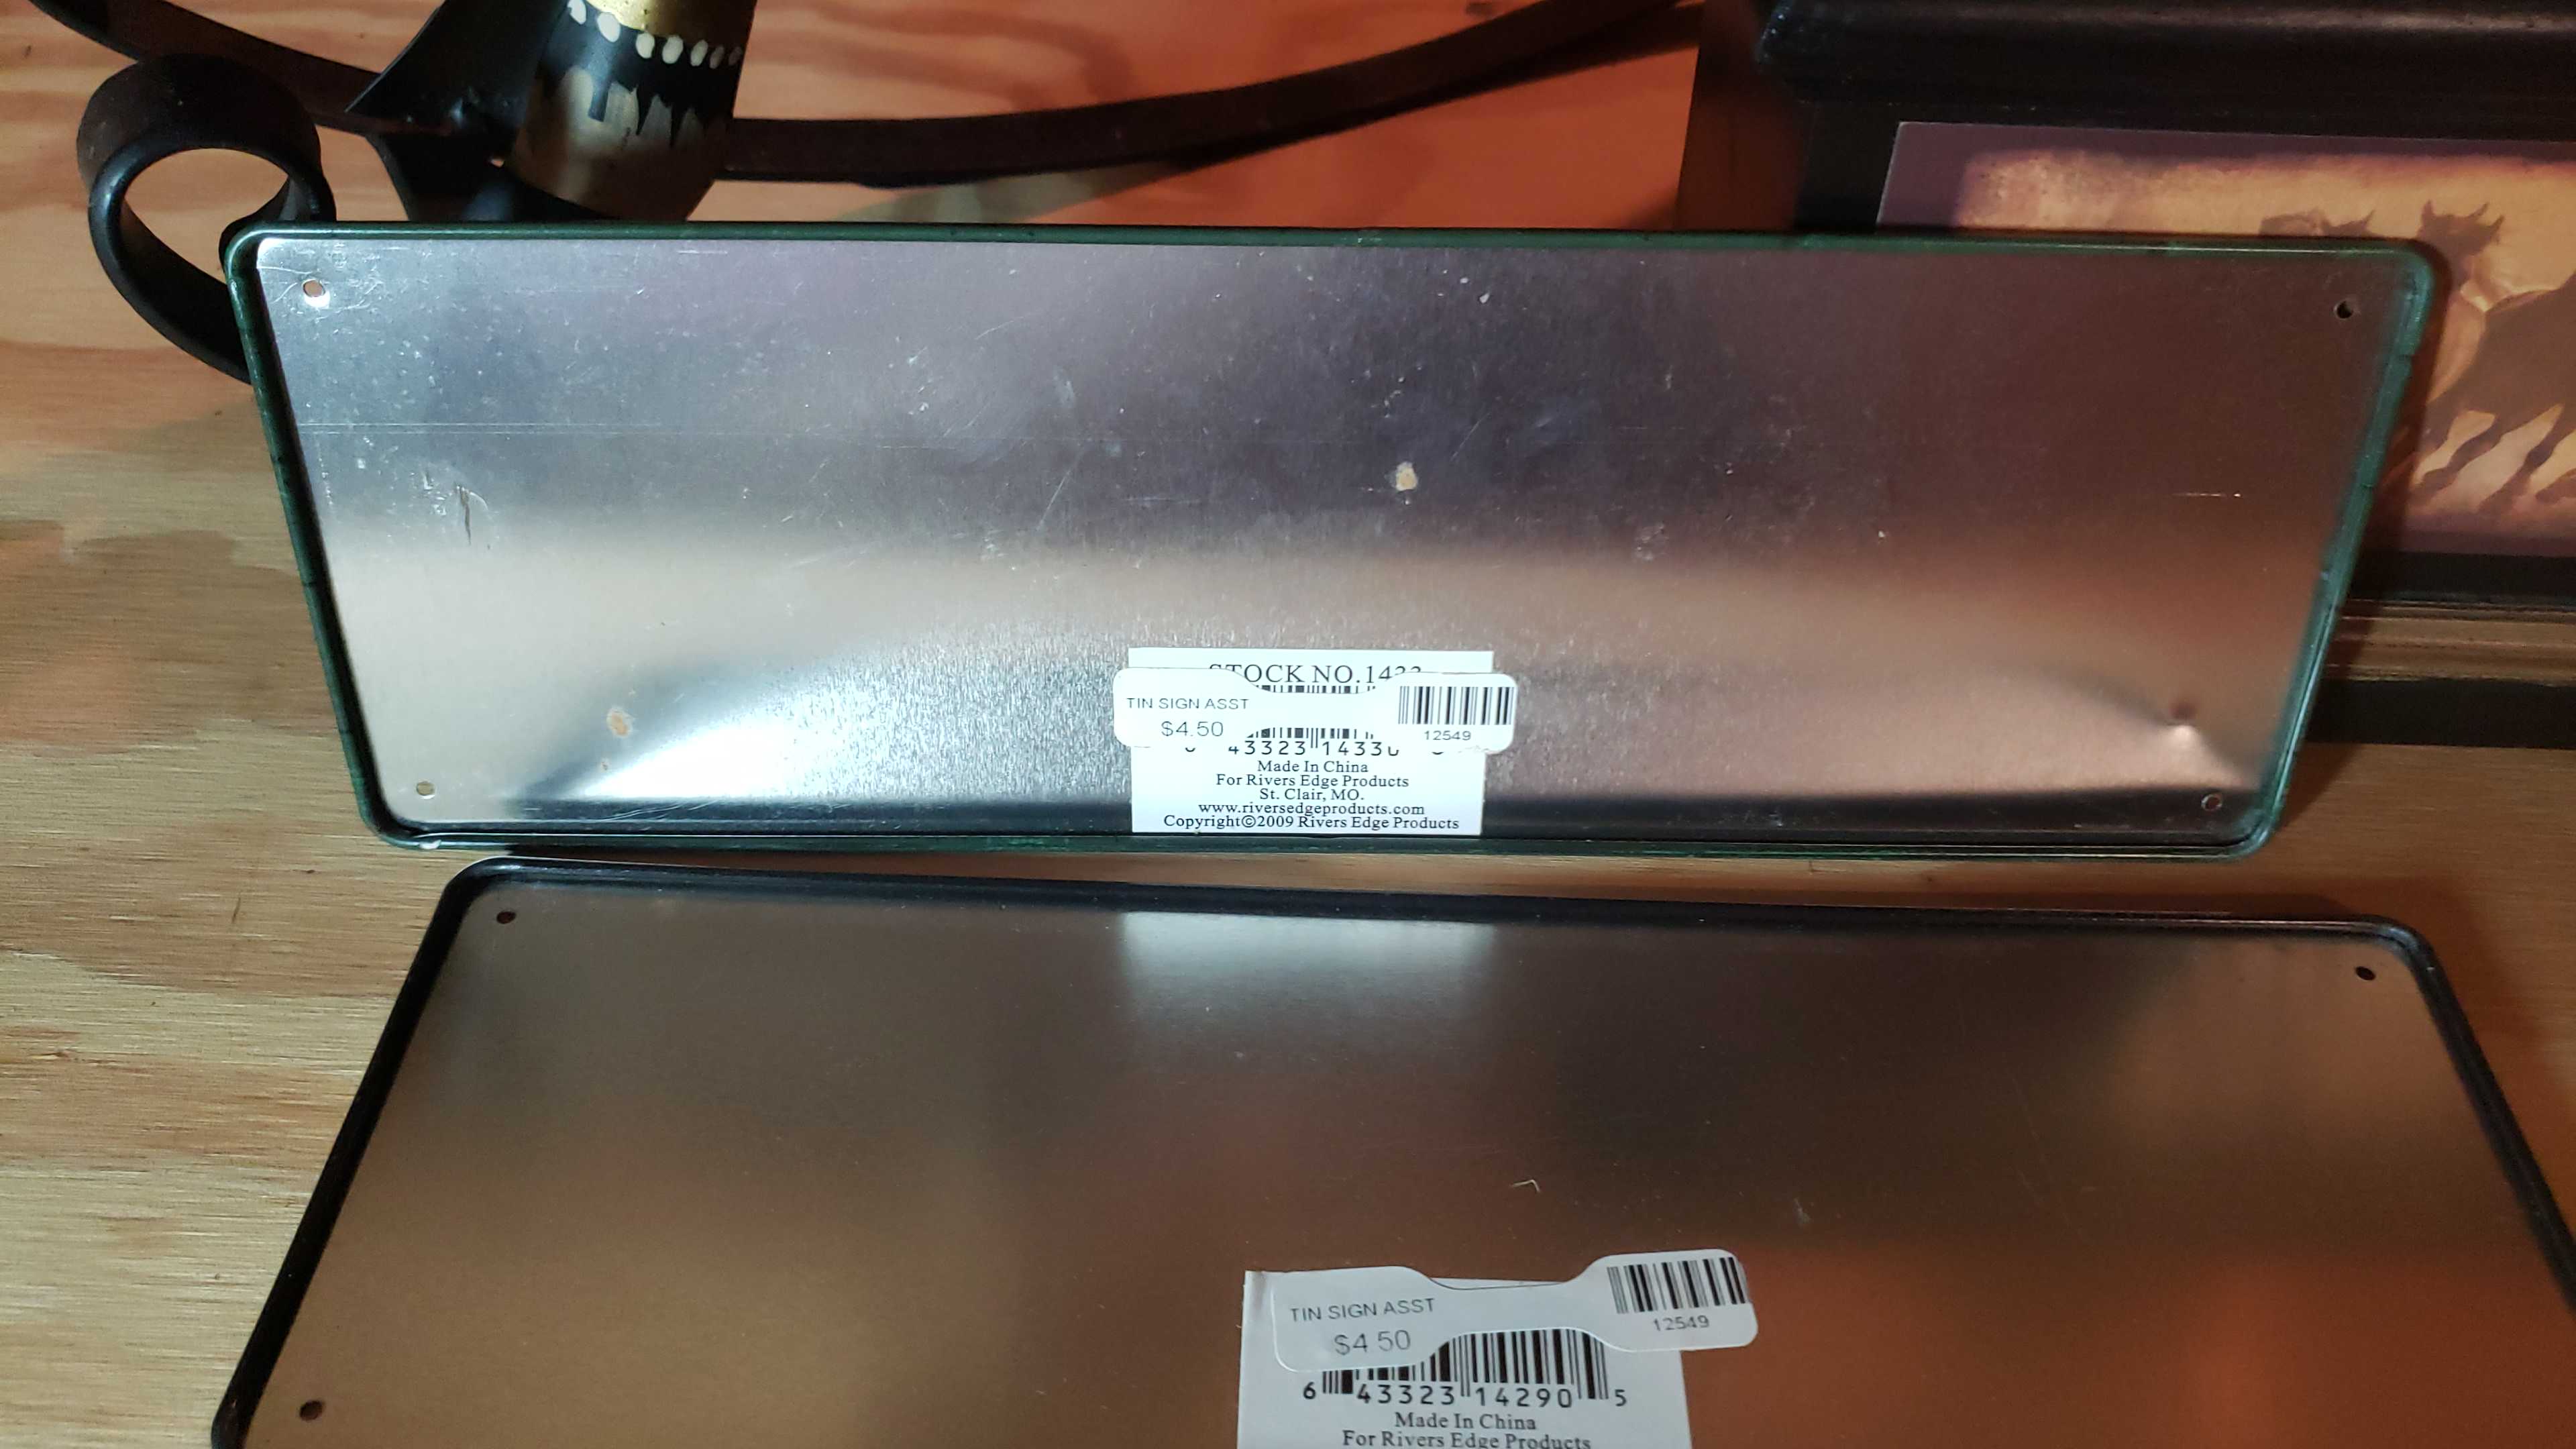 STOCK NO.1433
TIN SIGN ASST
$4.50
12549
43323 14330
Made In China
For Rivers Edge Products
St. Clair, MO.
www.riversedgeproducts.com
Copyright©2009 Rivers Edge Products
TIN SIGN ASST
$4.50
12549
6 43323 14290 5
Made In China
For Rivers Edge Products